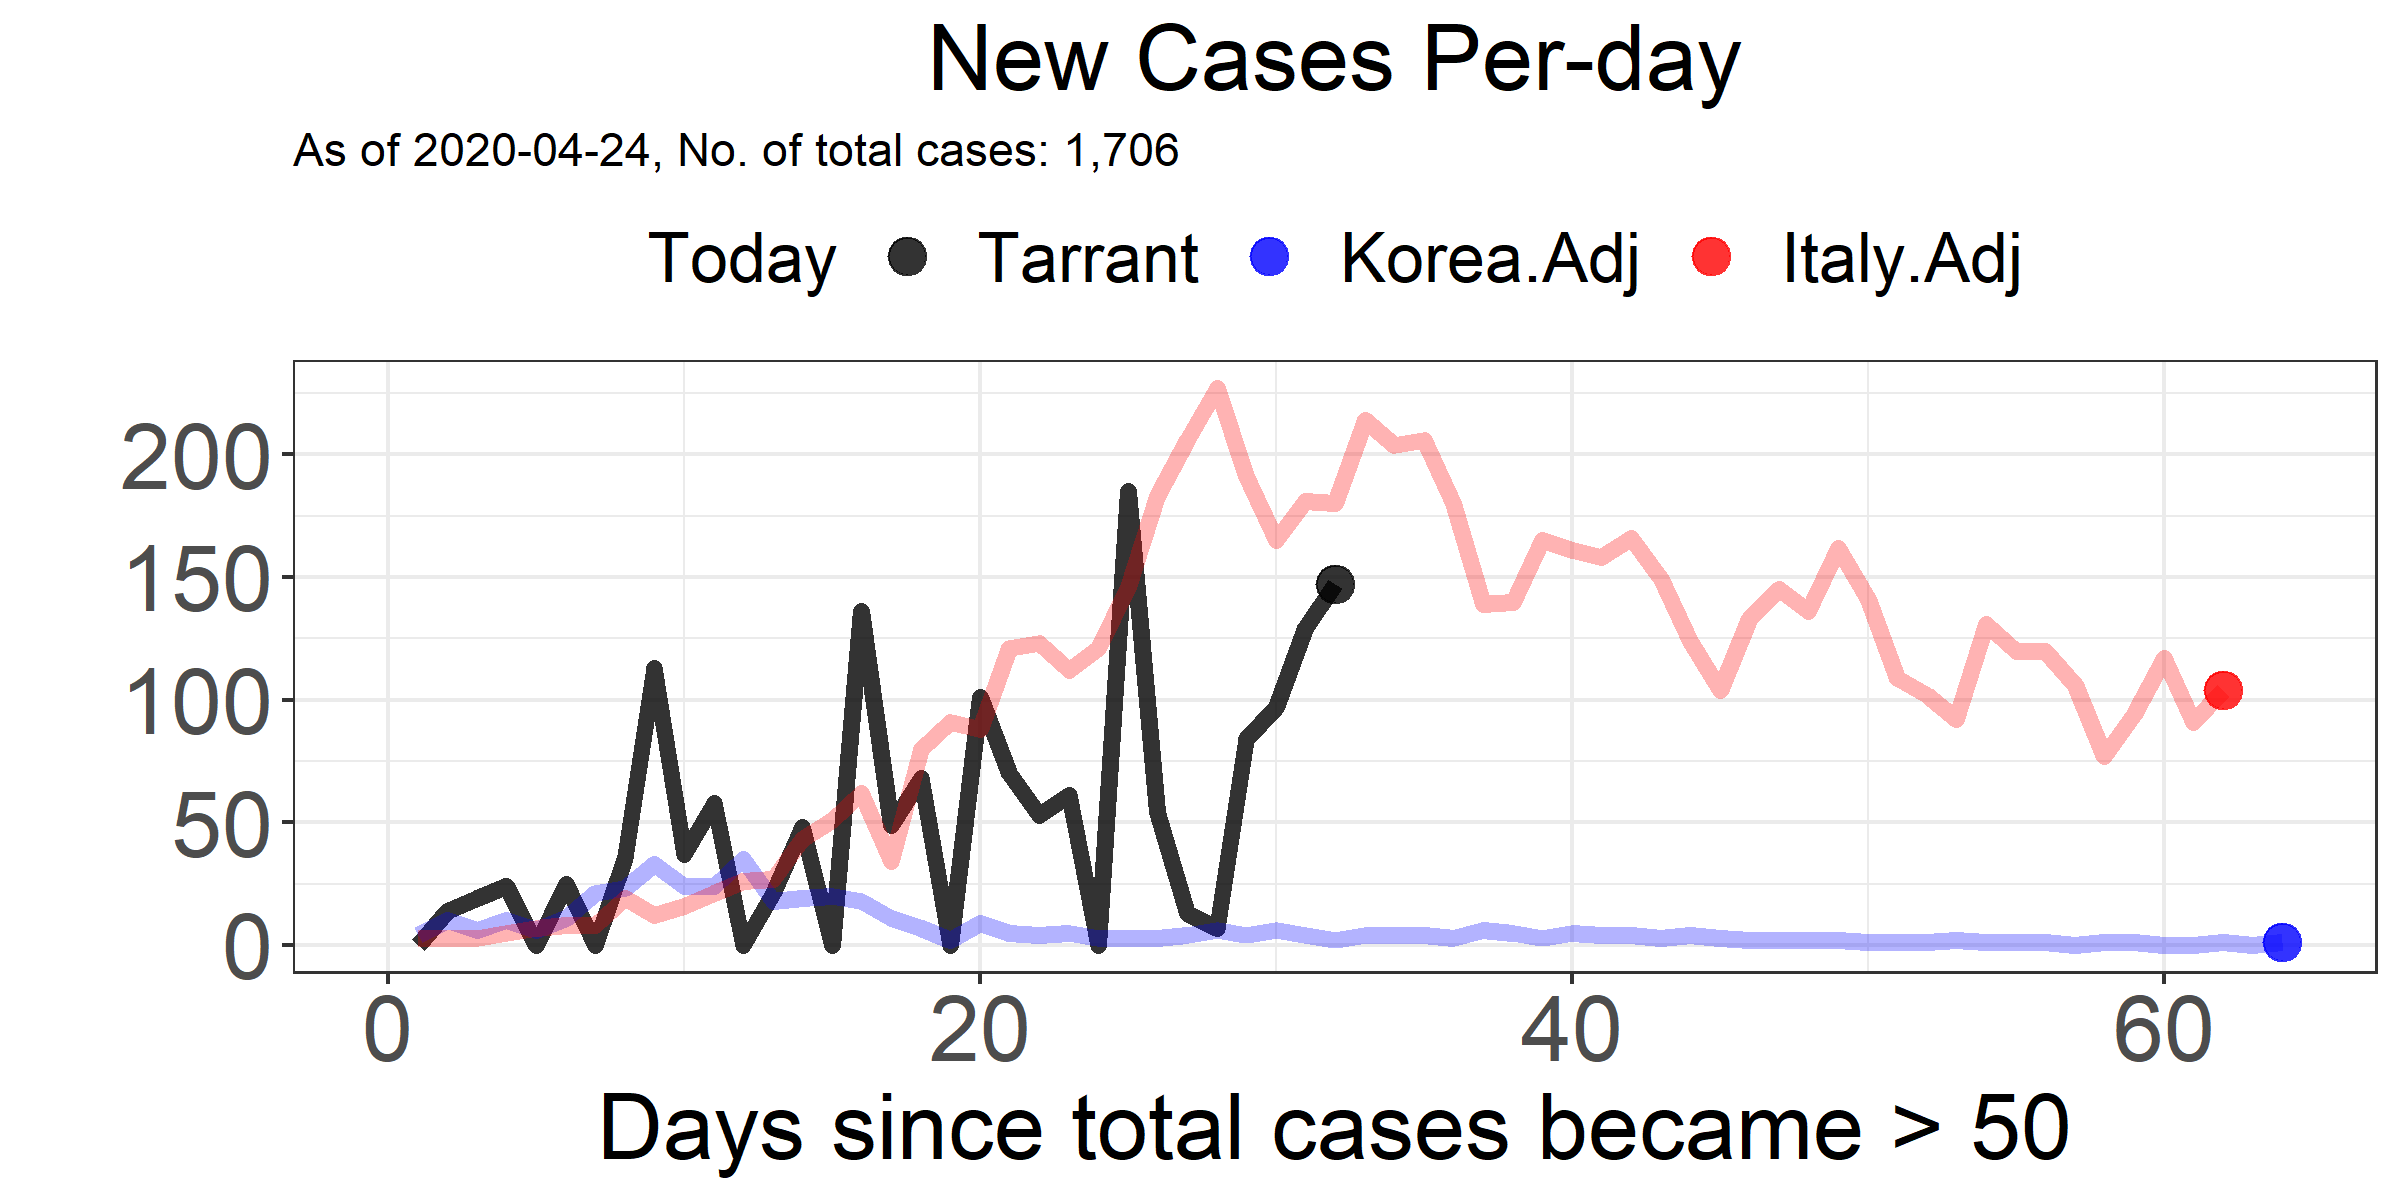 New Cases Per-day
As of 2020-04-24, No. of total cases: 1,706
Today Tarrant Korea.Adj Italy.Adj
200
150
100
50
0
0 20 40 60
Days since total cases became > 50